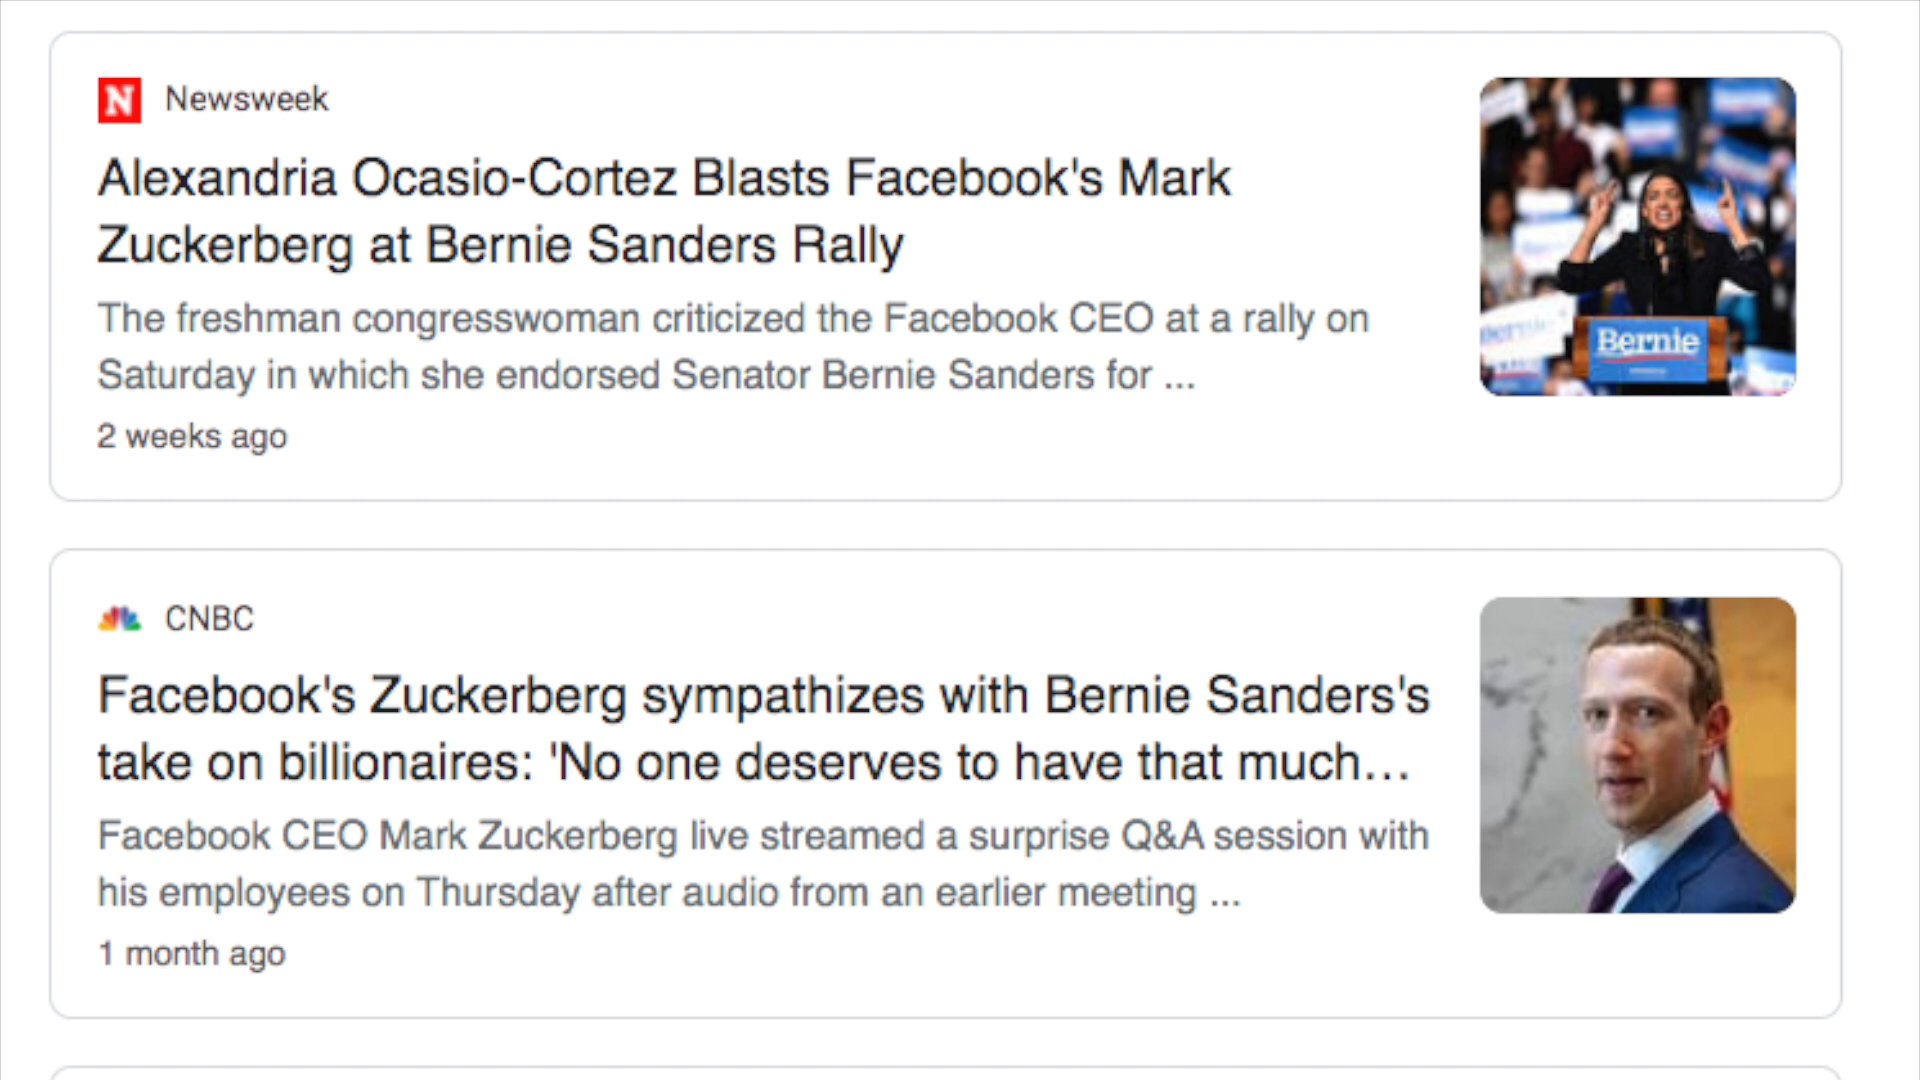 N Newsweek
Alexandria Ocasio-Cortez Blasts Facebook's Mark
Zuckerberg at Bernie Sanders Rally
The freshman congresswoman criticized the Facebook CEO at a rally on
Saturday in which she endorsed Senator Bernie Sanders for ...
2 weeks ago
Bernie
Bernie
CNBC
Facebook's Zuckerberg sympathizes with Bernie Sanders's
take on billionaires: 'No one deserves to have that much...
Facebook CEO Mark Zuckerberg live streamed a surprise Q&A session with
his employees on Thursday after audio from an earlier meeting ...
1 month ago